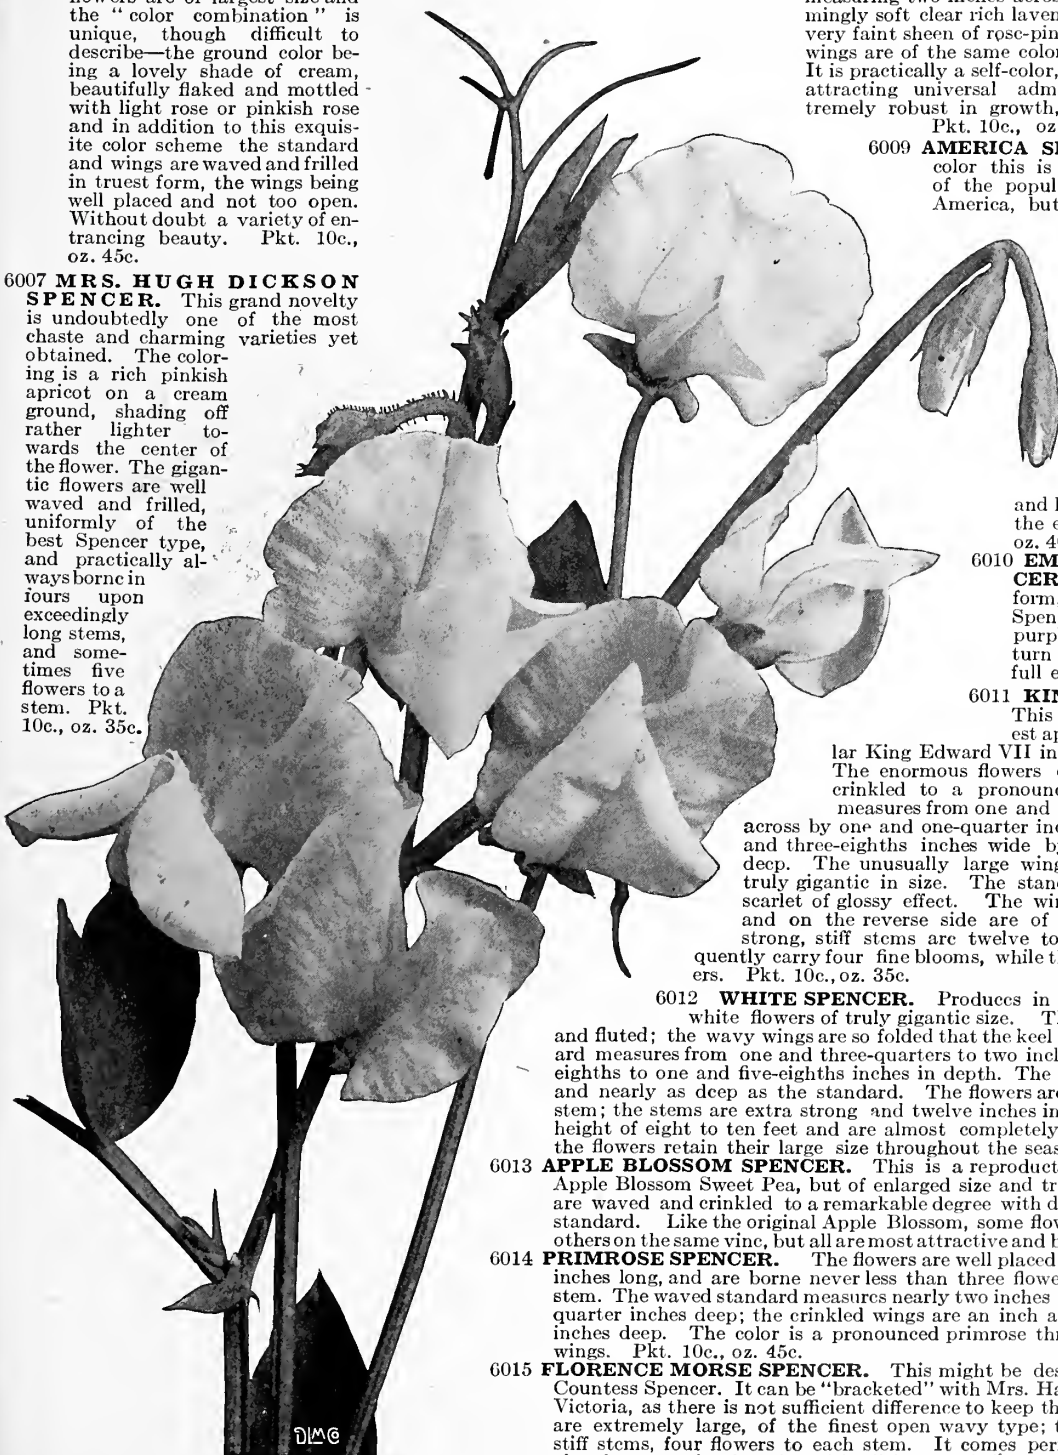 the "color combination" is
unique, though difficult to
describe—the ground color be-
ing a lovely shade of cream,
beautifully flaked and mottled
with light rose or pinkish rose
and in addition to this exquis-
ite color scheme the standard
and wings are waved and frilled
in truest form, the wings being
well placed and not too open.
Without doubt a variety of en-
trancing beauty. Pkt. 10c.,
oz. 45c.
6007 MRS. HUGH DICKSON
SPENCER. This grand novelty
is undoubtedly one of the most
chaste and charming varieties yet
obtained. The color-
ing is a rich pinkish
apricot on a cream
ground, shading off
rather lighter to-
wards the center of
the flower. The gigan-
tic flowers are well
waved and frilled,
uniformly of the
best Spencer type,
and practically al-
ways borne in
fours upon
exceedingly
long stems,
and some-
times five
flowers to a
stem. Pkt.
10c., oz. 35c.
mingly soft clear rich laven
very faint sheen of rose-pin
wings are of the same color
It is practically a self-color,
attracting universal adm
tremely robust in growth,
Pkt. 10c., oz
6009 AMERICA S
color this is
of the popul
America, but
and
the
oz. 4
6010 EM
CER
form,
Spen
purp
turn
full e
6011 KI
This
est ap
lar King Edward VII in
The enormous flowers
crinkled to a pronounc
measures from one and
across by one and one-quarter in
and three-eighths inches wide b
deep. The unusually large wing
truly gigantic in size. The stan
scarlet of glossy effect. The wi
and on the reverse side are of
strong, stiff stems are twelve to
quently carry four fine blooms, while t
ers. Pkt. 10c., oz. 35c.
6012 WHITE SPENCER. Produces in
white flowers of truly gigantic size. T
and fluted; the wavy wings are so folded that the keel
ard measures from one and three-quarters to two incl
eighths to one and five-eighths inches in depth. The
and nearly as deep as the standard. The flowers are
stem; the stems are extra strong and twelve inches in
height of eight to ten feet and are almost completely
the flowers retain their large size throughout the seas
6013 APPLE BLOSSOM SPENCER. This is a reproduct
Apple Blossom Sweet Pea, but of enlarged size and tr
are waved and crinkled to a remarkable degree with d
standard. Like the original Apple Blossom, some flow
others on the same vine, but all are most attractive and b
6014 PRIMROSE SPENCER. The flowers are well placed
inches long, and are borne never less than three flowe
stem. The waved standard measures nearly two inches
quarter inches deep; the crinkled wings are an inch a
inches deep. The color is a pronounced primrose thr
wings. Pkt. 10c., oz. 45c.
6015 FLORENCE MORSE SPENCER. This might be des
Countess Spencer. It can be "bracketed" with Mrs. Ha
Victoria, as there is not sufficient difference to keep th
are extremely large, of the finest open wavy type;
stiff stems, four flowers to each stem. It comes per
DLMCo